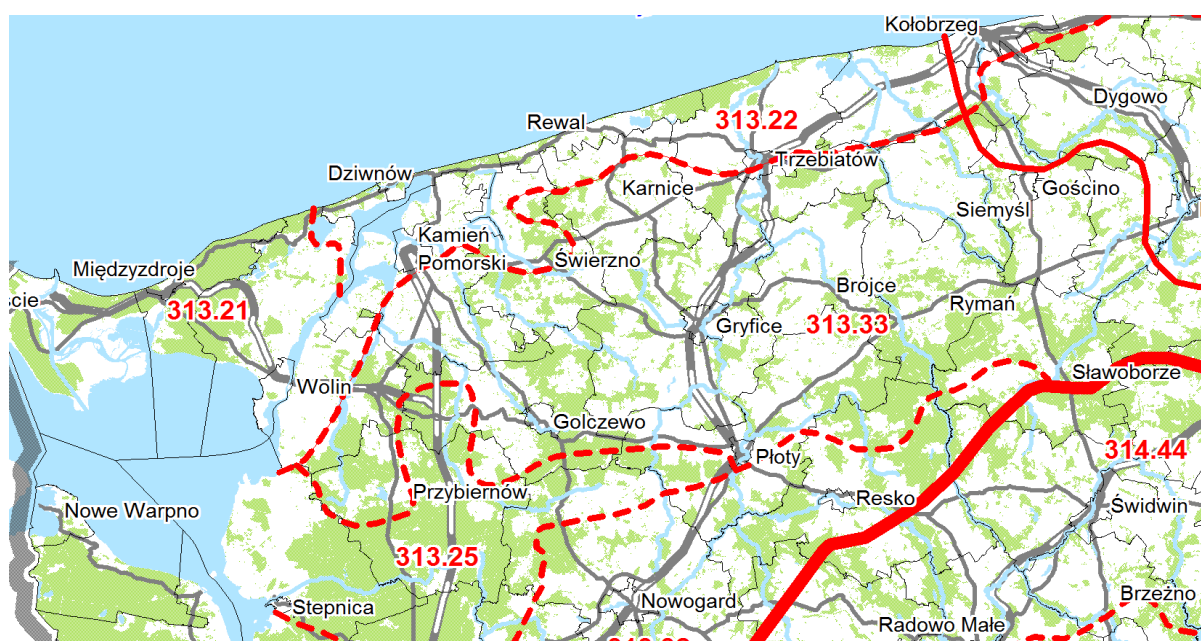 Kołobrzeg
Dygowo
Rewal
313.22
Trzebiatów
Dziwnów
Karnice
Gościno
Siemyśl
Kamień
Pomorski
Świerzno
Międzyzdroje
ście
313.21
Brojce
Rymań
Gryfice
313.33
Sławoborze
Wolin
Golczewo
Płoty
314.44
Przybiernów
Resko
Świdwin
Nowe Warpno
313.25
Stepnica
Nowogard
Brzeźno
Radowo Małe